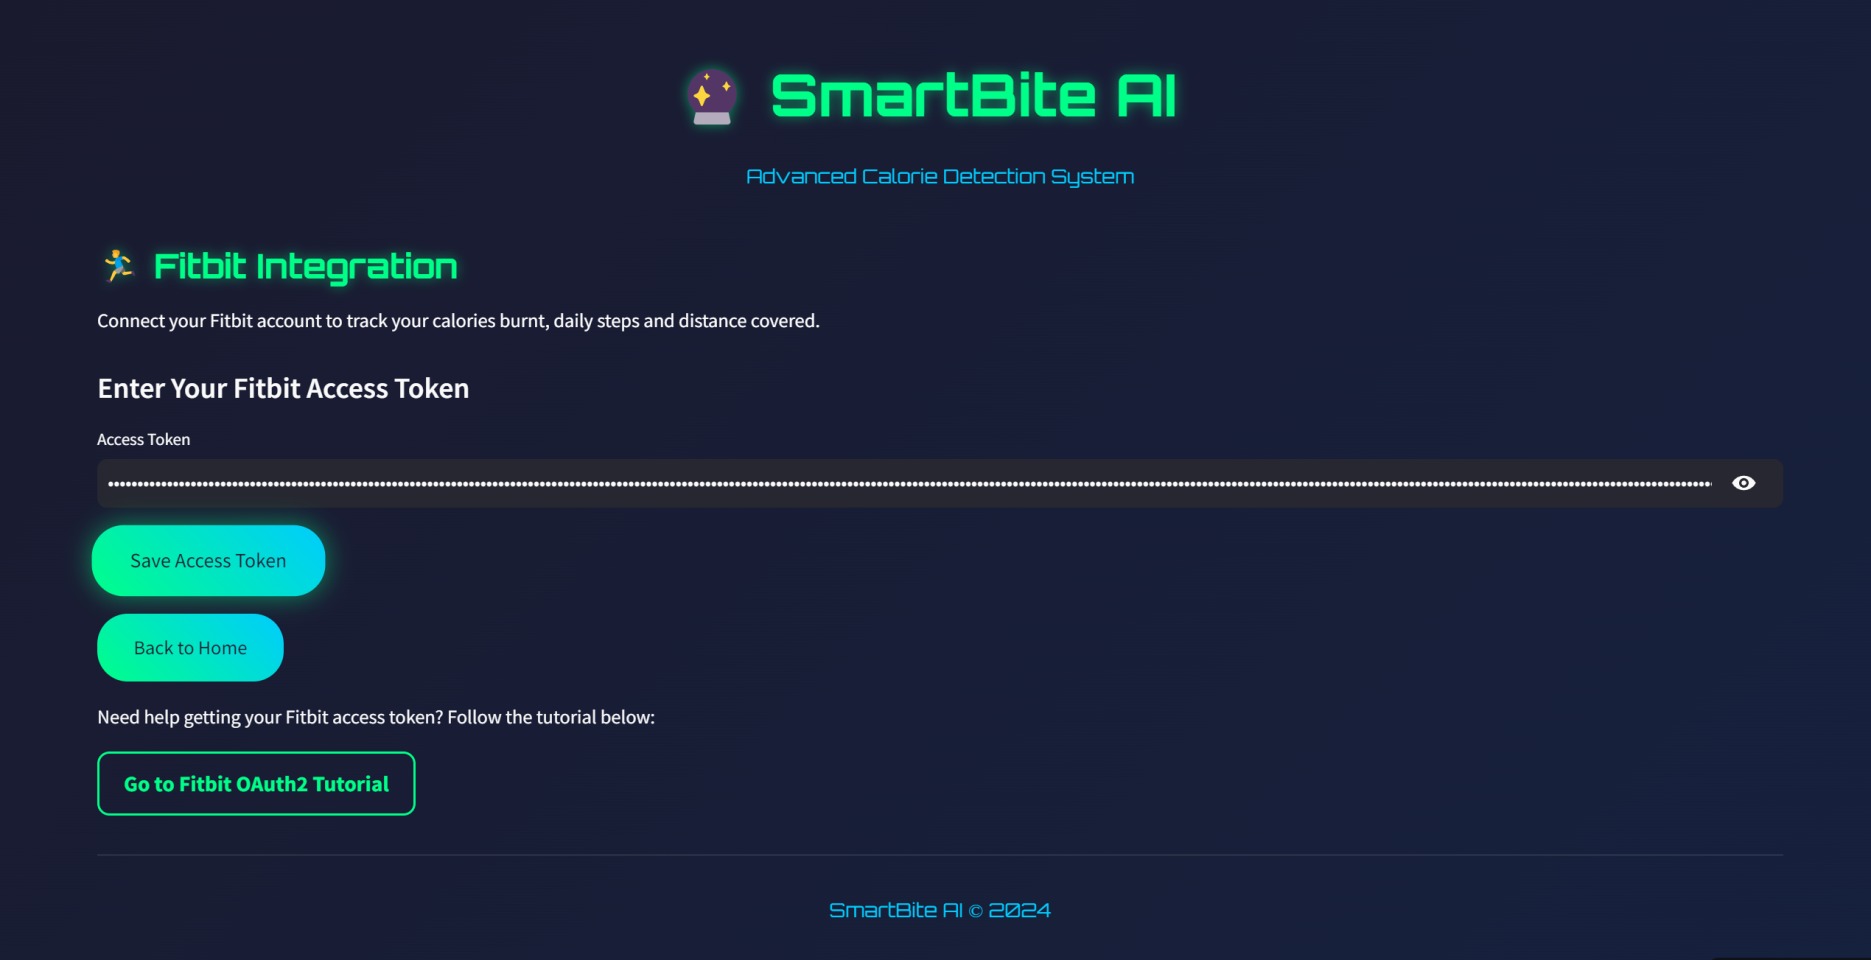 SmartBite AI
Advanced Calorie Detection System
Fitbit Integration
Connect your Fitbit account to track your calories burnt, daily steps and distance covered.
Enter Your Fitbit Access Token
Access Token
Save Access Token
Back to Home
Need help getting your Fitbit access token? Follow the tutorial below:
Go to Fitbit OAuth2 Tutorial
SmartBite AI © 2024